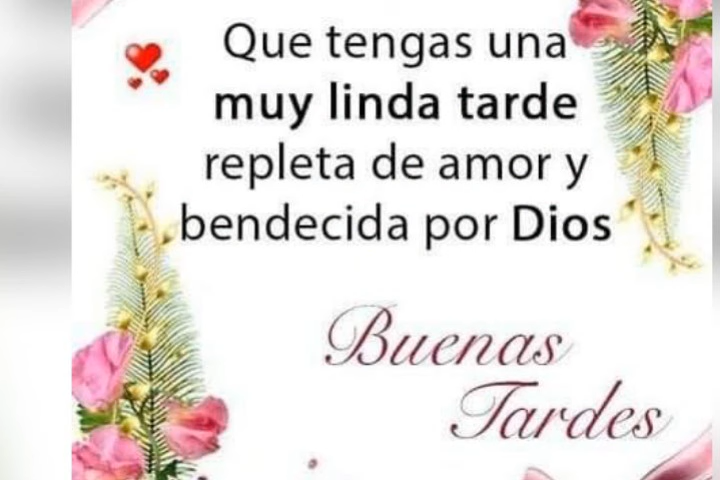 Que tengas una
muy linda tarde
repleta de amor y
bendecida por Dios
Buenas
Tardes